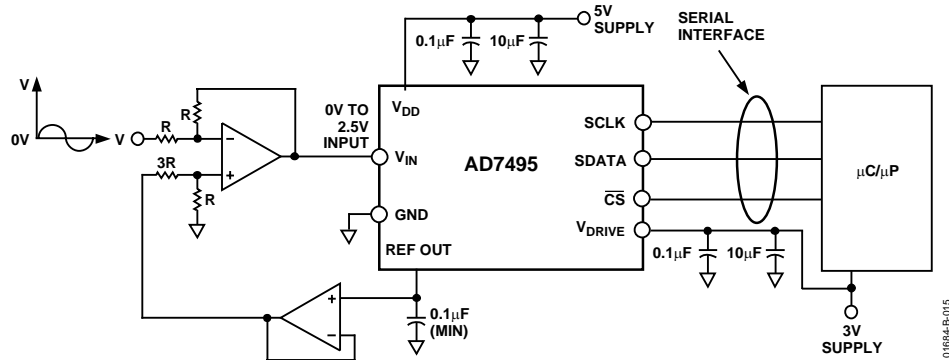 5V
SUPPLY
SERIAL
INTERFACE
0.1μF
10μF
V
0V
V
R
R
3R
R
0V TO
2.5V
INPUT
VDD
VIN
AD7495
GND
REF OUT
SCLK
SDATA
CS
VDRIVE
μC/μP
0.1μF
10μF
0.1μF
(MIN)
3V
SUPPLY
01684-B-015